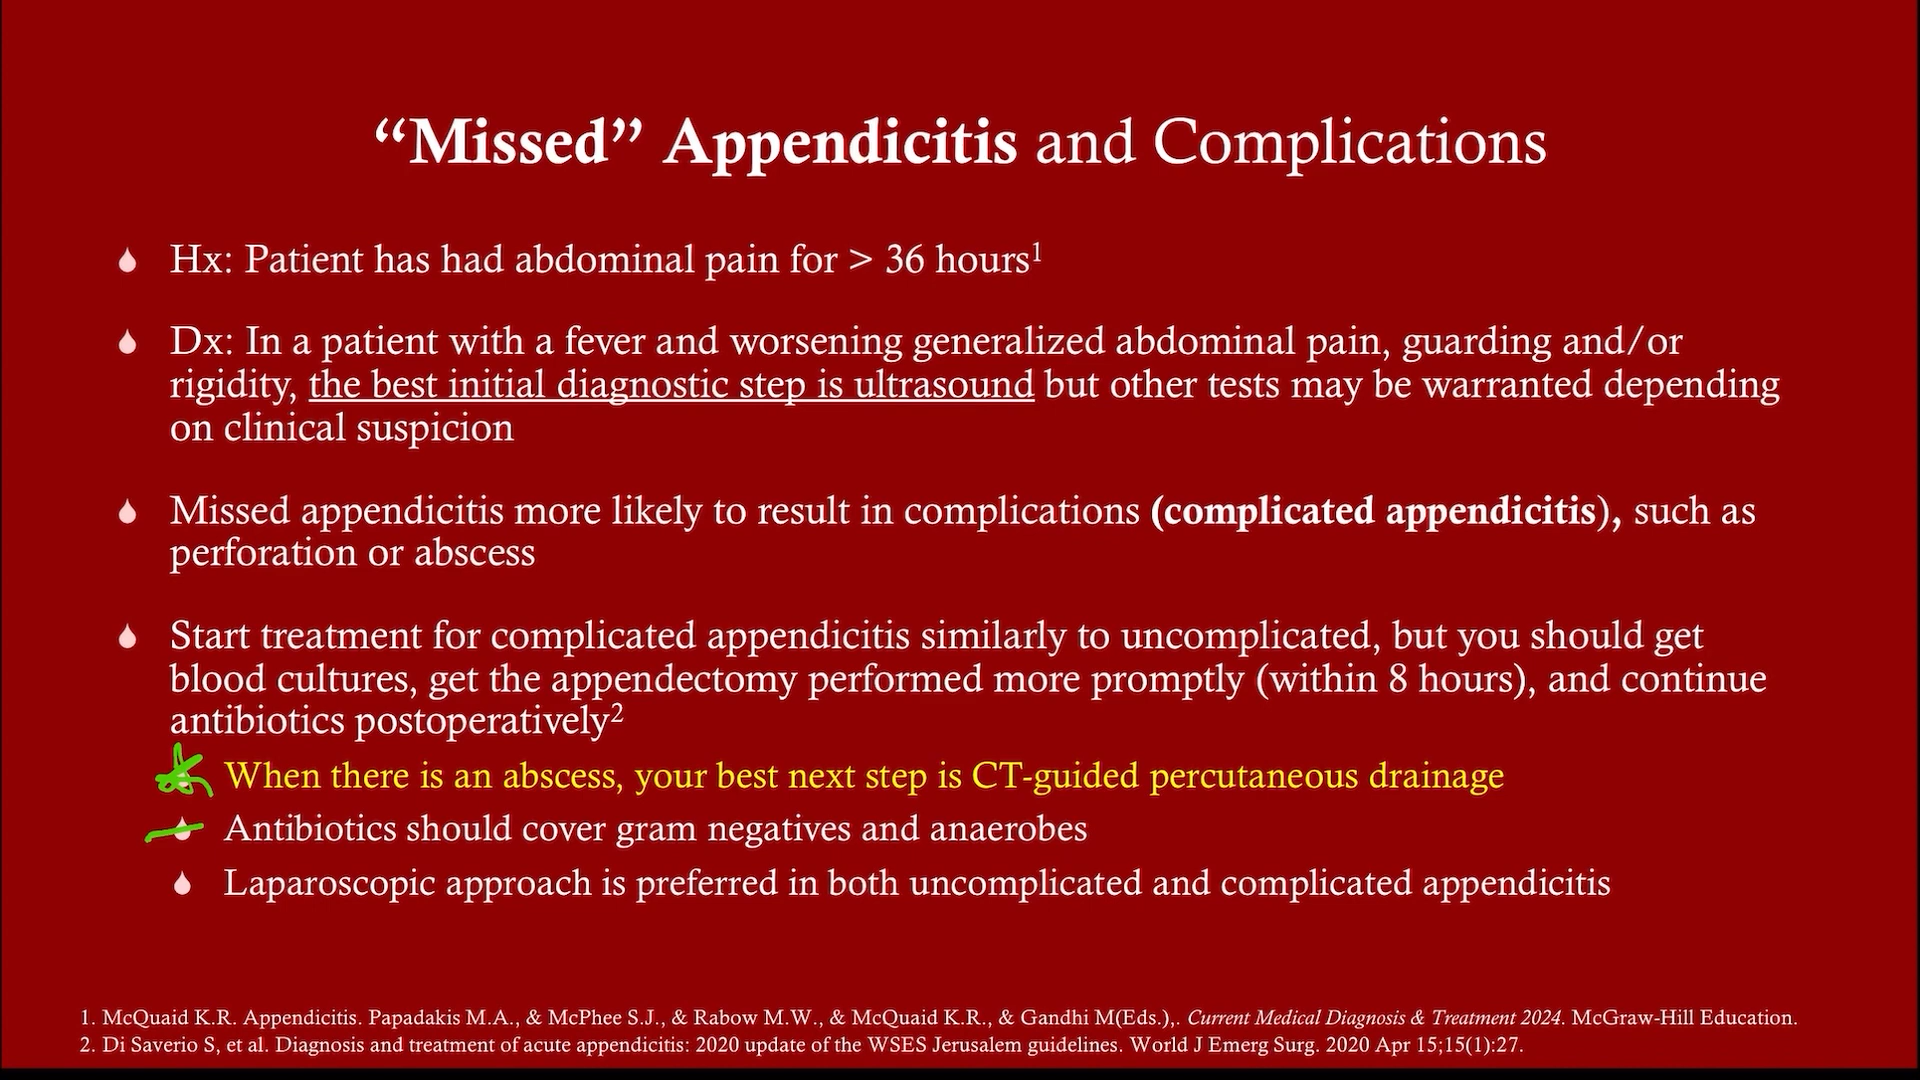 “Missed” Appendicitis and Complications
Hx: Patient has had abdominal pain for > 36 hours¹
Dx: In a patient with a fever and worsening generalized abdominal pain, guarding and/or
rigidity, the best initial diagnostic step is ultrasound but other tests may be warranted depending
on clinical suspicion
Missed appendicitis more likely to result in complications (complicated appendicitis), such as
perforation or abscess
Start treatment for complicated appendicitis similarly to uncomplicated, but you should get
blood cultures, get the appendectomy performed more promptly (within 8 hours), and continue
antibiotics postoperatively²
When there is an abscess, your best next step is CT-guided percutaneous drainage
Antibiotics should cover gram negatives and anaerobes
Laparoscopic approach is preferred in both uncomplicated and complicated appendicitis
1. McQuaid K.R. Appendicitis. Papadakis M.A., & McPhee S.J., & Rabow M.W., & McQuaid K.R., & Gandhi M(Eds.),. Current Medical Diagnosis & Treatment 2024. McGraw-Hill Education.
2. Di Saverio S, et al. Diagnosis and treatment of acute appendicitis: 2020 update of the WSES Jerusalem guidelines. World J Emerg Surg. 2020 Apr 15;15(1):27.